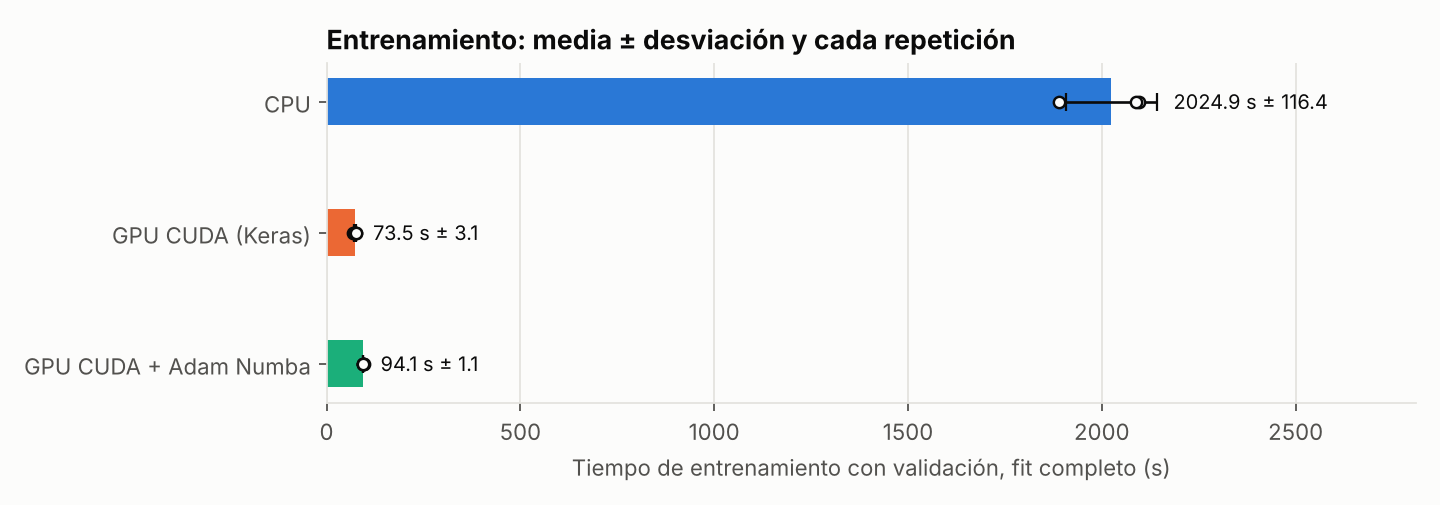 Entrenamiento: media ± desviación y cada repetición
CPU
2024.9 s ± 116.4
GPU CUDA (Keras)
73.5 s ± 3.1
GPU CUDA + Adam Numba
94.1 s ± 1.1
0 500 1000 1500 2000 2500
Tiempo de entrenamiento con validación, fit completo (s)